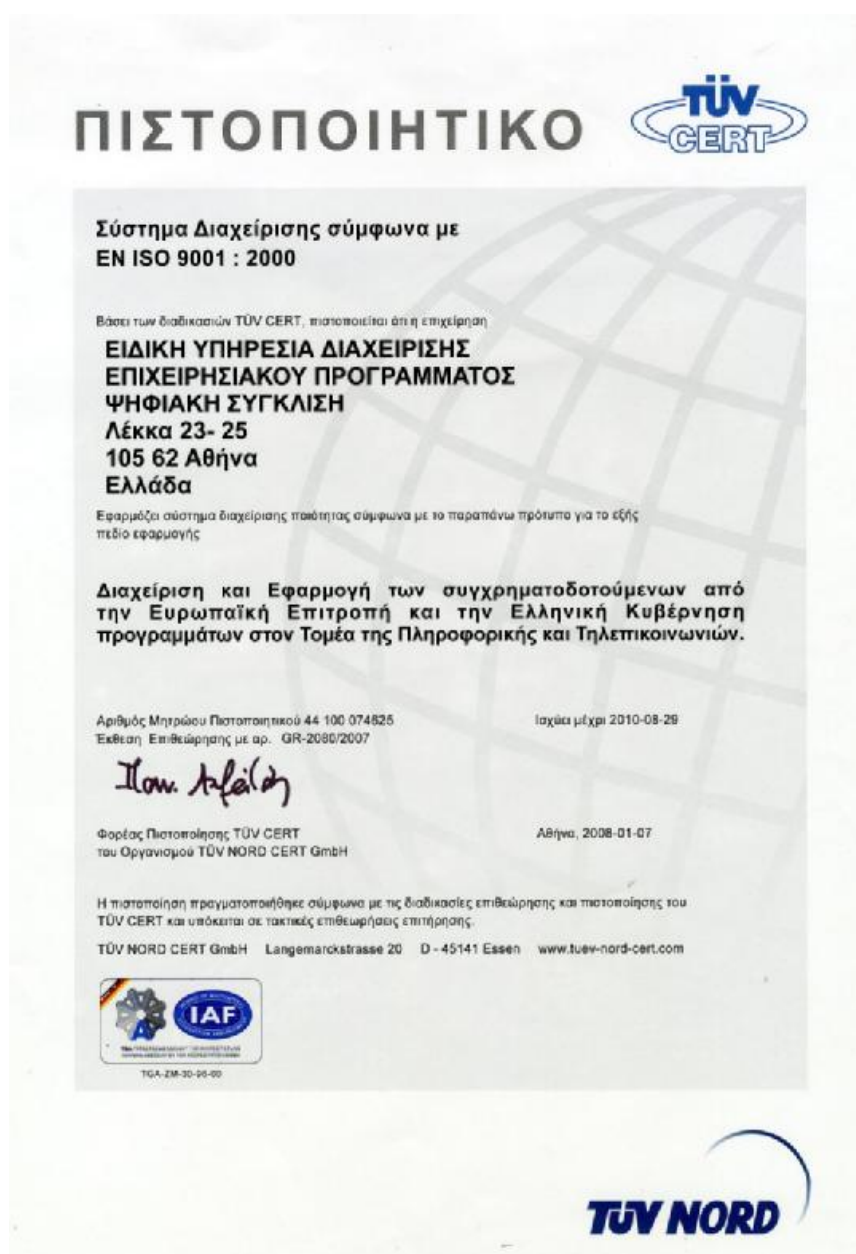 ΠΙΣΤΟΠΟΙΗΤΙΚΟ
TÜV
CERT
Σύστημα Διαχείρισης σύμφωνα με
EN ISO 9001 : 2000
Βάσει των διαδικασιών TÜV CERT, πιστοποιείται ότι η επιχείρηση
ΕΙΔΙΚΗ ΥΠΗΡΕΣΙΑ ΔΙΑΧΕΙΡΙΣΗΣ
ΕΠΙΧΕΙΡΗΣΙΑΚΟΥ ΠΡΟΓΡΑΜΜΑΤΟΣ
ΨΗΦΙΑΚΗ ΣΥΓΚΛΙΣΗ
Λέκκα 23- 25
105 62 Αθήνα
Ελλάδα
Εφαρμόζει σύστημα διαχείρισης ποιότητας σύμφωνα με το παραπάνω πρότυπο για το εξής
πεδίο εφαρμογής
Διαχείριση και Εφαρμογή των συγχρηματοδοτούμενων από
την Ευρωπαϊκή Επιτροπή και την Ελληνική Κυβέρνηση
προγραμμάτων στον Τομέα της Πληροφορικής και Τηλεπικοινωνιών.
Αριθμός Μητρώου Πιστοποιητικού 44 100 074625
Ισχύει μέχρι 2010-08-29
Έκθεση Επιθεώρησης με αρ. GR-2080/2007
Φορέας Πιστοποίησης TÜV CERT
του Οργανισμού TÜV NORD CERT GmbH
Αθήνα, 2008-01-07
Η πιστοποίηση πραγματοποιήθηκε σύμφωνα με τις διαδικασίες επιθεώρησης και πιστοποίησης του
TÜV CERT και υπόκειται σε τακτικές επιθεωρήσεις επιτήρησης.
TÜV NORD CERT GmbH Langemarckstrasse 20 D - 45141 Essen www.tuev-nord-cert.com
IAF
TGA-ZM-30-96-00
TÜV NORD